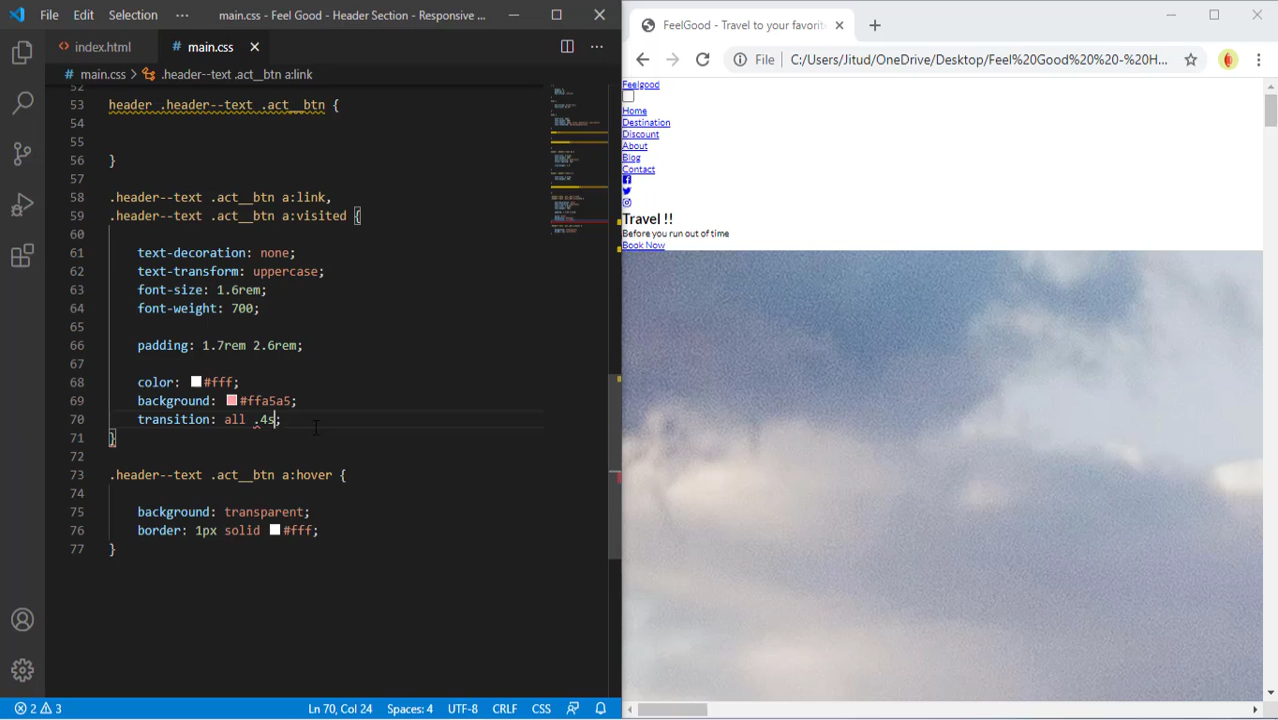 File Edit Selection ··· main.css - Feel Good - Header Section - Responsive ...
index.html main.css
main.css > .header--text .act__btn a:link
52
53 header .header--text .act__btn {
54
55
56 }
57
58 .header--text .act__btn a:link,
59 .header--text .act__btn a:visited {
60
61 text-decoration: none;
62 text-transform: uppercase;
63 font-size: 1.6rem;
64 font-weight: 700;
65
66 padding: 1.7rem 2.6rem;
67
68 color: #fff;
69 background: #ffa5a5;
70 transition: all .4s;
71 }
72
73 .header--text .act__btn a:hover {
74
75 background: transparent;
76 border: 1px solid #fff;
77 }
2 3 Ln 70, Col 24 Spaces: 4 UTF-8 CRLF CSS
FeelGood - Travel to your favorit
File C:/Users/Jitud/OneDrive/Desktop/Feel%20Good%20%20-%20H...
Feelgood
Home
Destination
Discount
About
Blog
Contact
Travel !!
Before you run out of time
Book Now